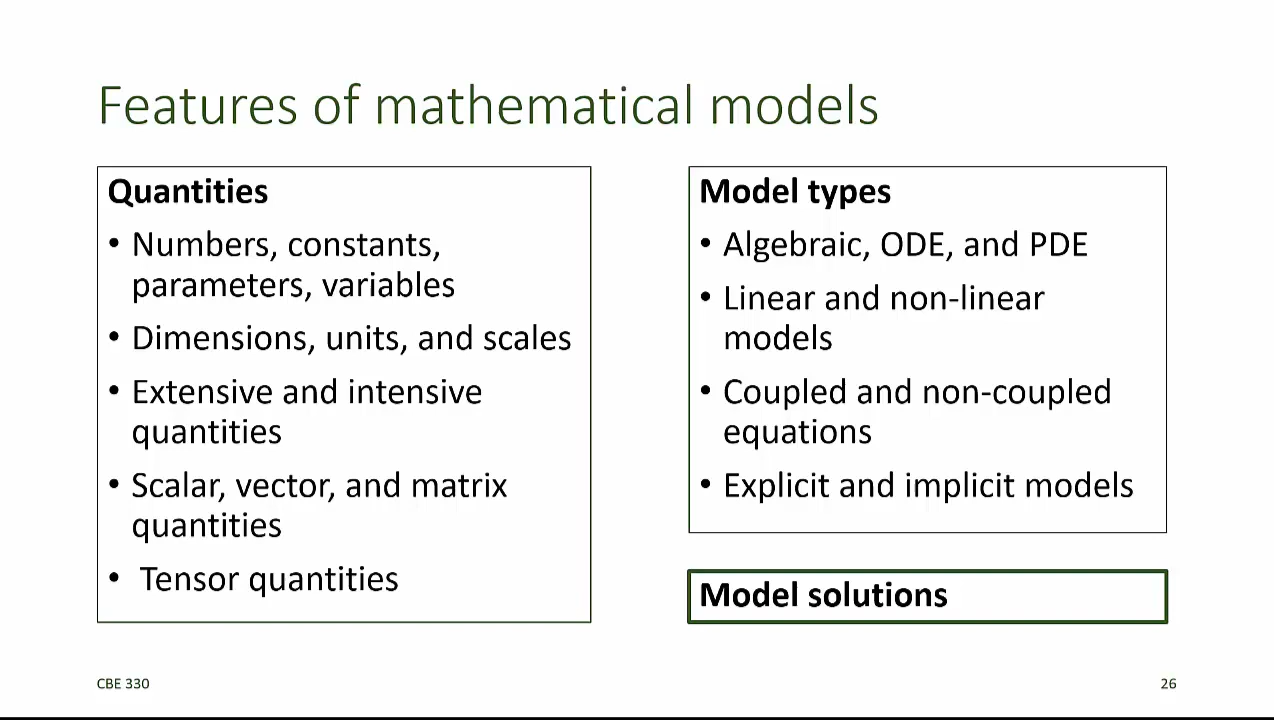 Features of mathematical models
Quantities
• Numbers, constants,
parameters, variables
• Dimensions, units, and scales
• Extensive and intensive
quantities
• Scalar, vector, and matrix
quantities
• Tensor quantities
Model types
• Algebraic, ODE, and PDE
• Linear and non-linear
models
• Coupled and non-coupled
equations
• Explicit and implicit models
Model solutions
CBE 330
26